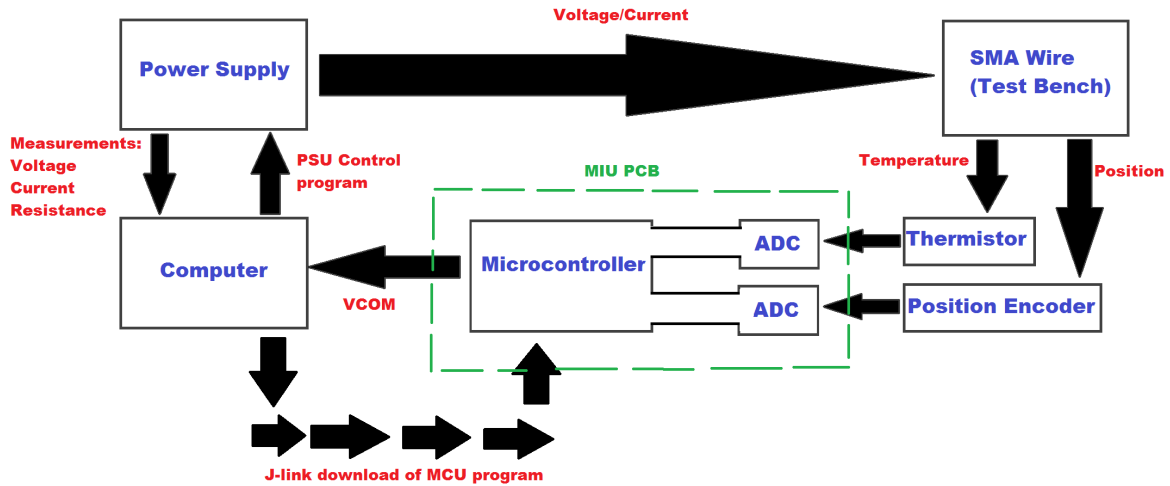 Voltage/Current
Power Supply
SMA Wire
(Test Bench)
Measurements:
Voltage
Current
Resistance
PSU Control
program
MIU PCB
Temperature
Position
Computer
VCOM
Microcontroller
ADC
ADC
Thermistor
Position Encoder
J-link download of MCU program